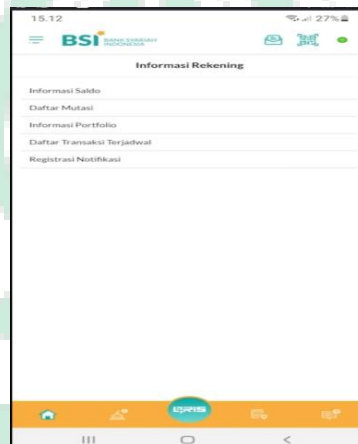 15.12
27%
BSI BANK SYARIAH
INDONESIA
Informasi Rekening
Informasi Saldo
Daftar Mutasi
Informasi Portfolio
Daftar Transaksi Terjadwal
Registrasi Notifikasi
QRIS